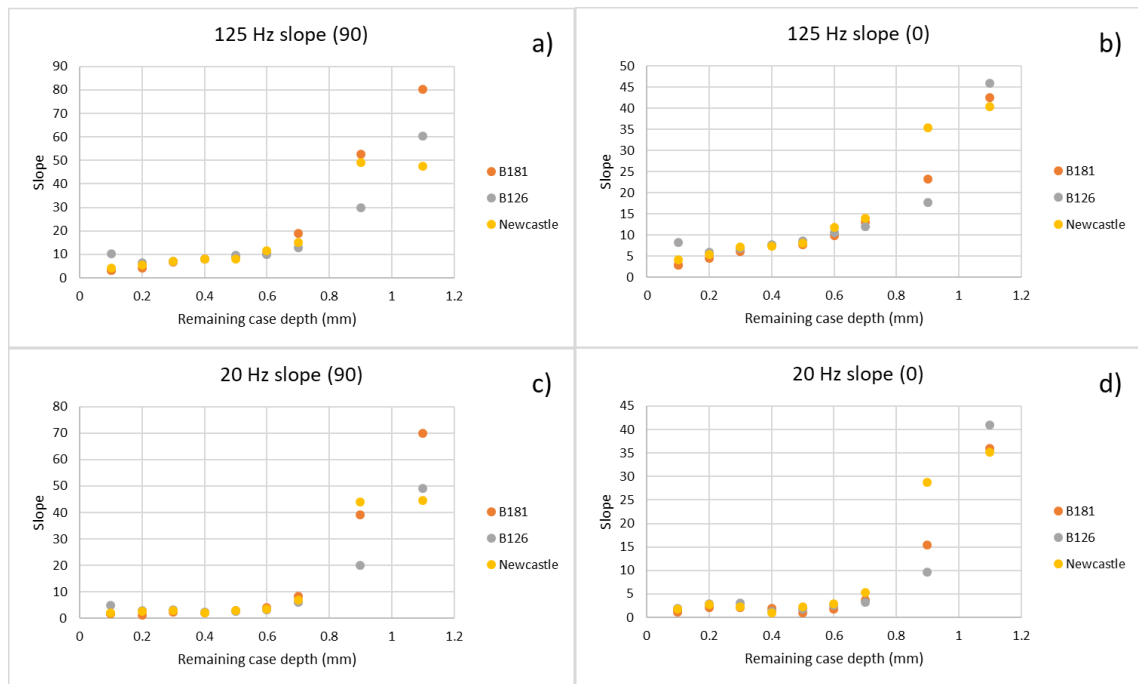 125 Hz slope (90)
a)
90
80
70
60
50
40
30
20
10
0
Slope
0 0.2 0.4 0.6 0.8 1 1.2
Remaining case depth (mm)
B181
B126
Newcastle
125 Hz slope (0)
b)
50
45
40
35
30
25
20
15
10
5
0
Slope
0 0.2 0.4 0.6 0.8 1 1.2
Remaining case depth (mm)
B181
B126
Newcastle
20 Hz slope (90)
c)
80
70
60
50
40
30
20
10
0
Slope
0 0.2 0.4 0.6 0.8 1 1.2
Remaining case depth (mm)
B181
B126
Newcastle
20 Hz slope (0)
d)
45
40
35
30
25
20
15
10
5
0
Slope
0 0.2 0.4 0.6 0.8 1 1.2
Remaining case depth (mm)
B181
B126
Newcastle